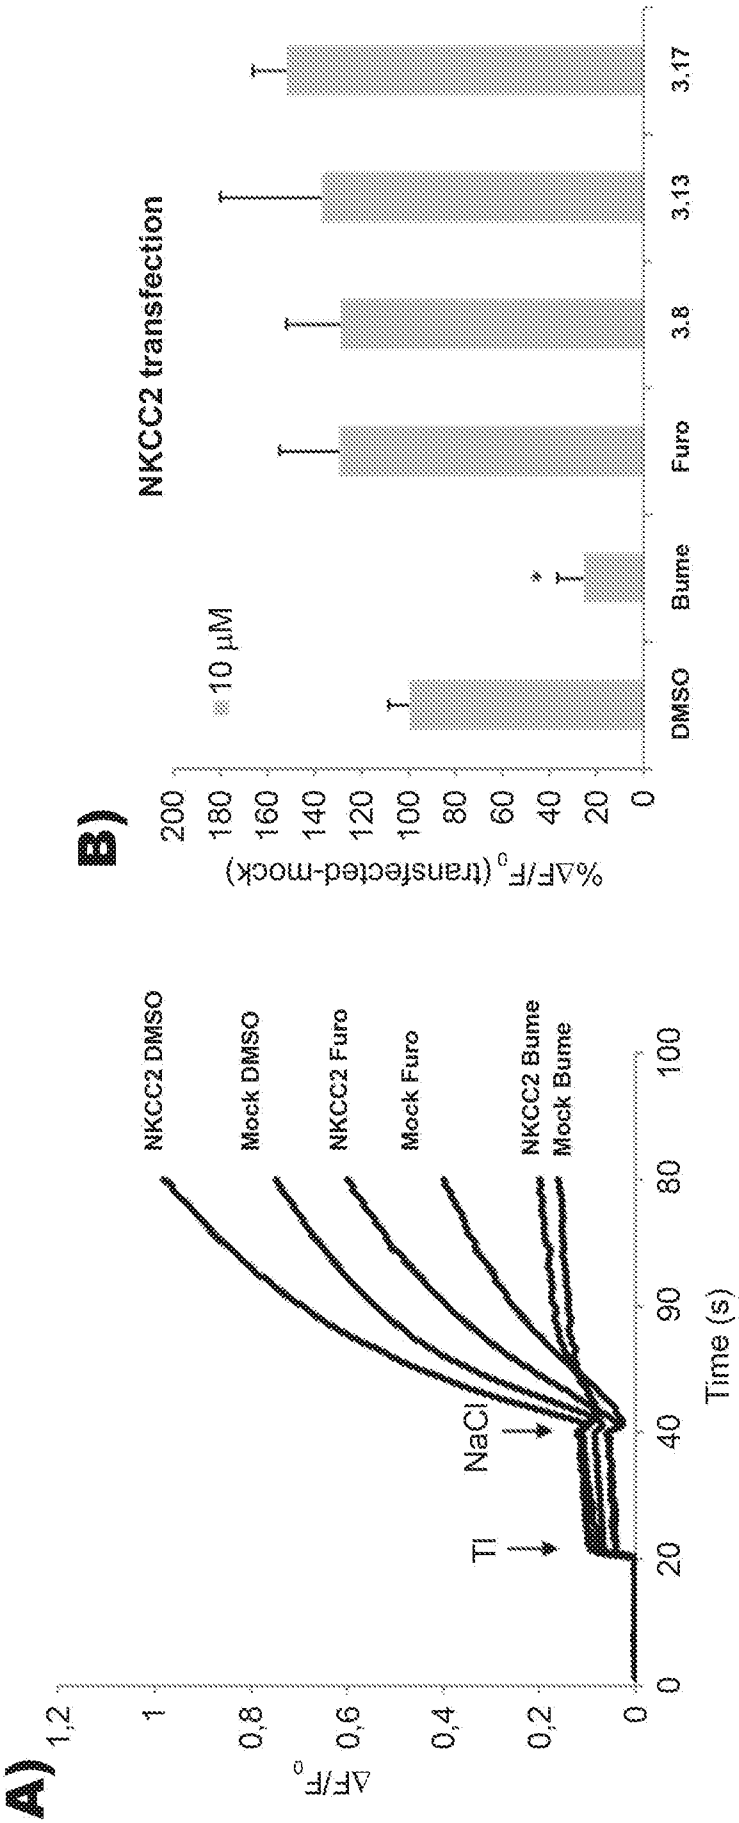 A)
ΔF/F0
1,2
1
0,8
0,6
0,4
0,2
0
0 20 40 90 80 100
Time (s)
Tl
NaCl
NKCC2 DMSO
Mock DMSO
NKCC2 Furo
Mock Furo
NKCC2 Bume
Mock Bume
B)
NKCC2 transfection
10 µM
%ΔF/F0 (transfected-mock)
200
180
160
140
120
100
80
60
40
20
0
*
DMSO Bume Furo 3.8 3.13 3.17